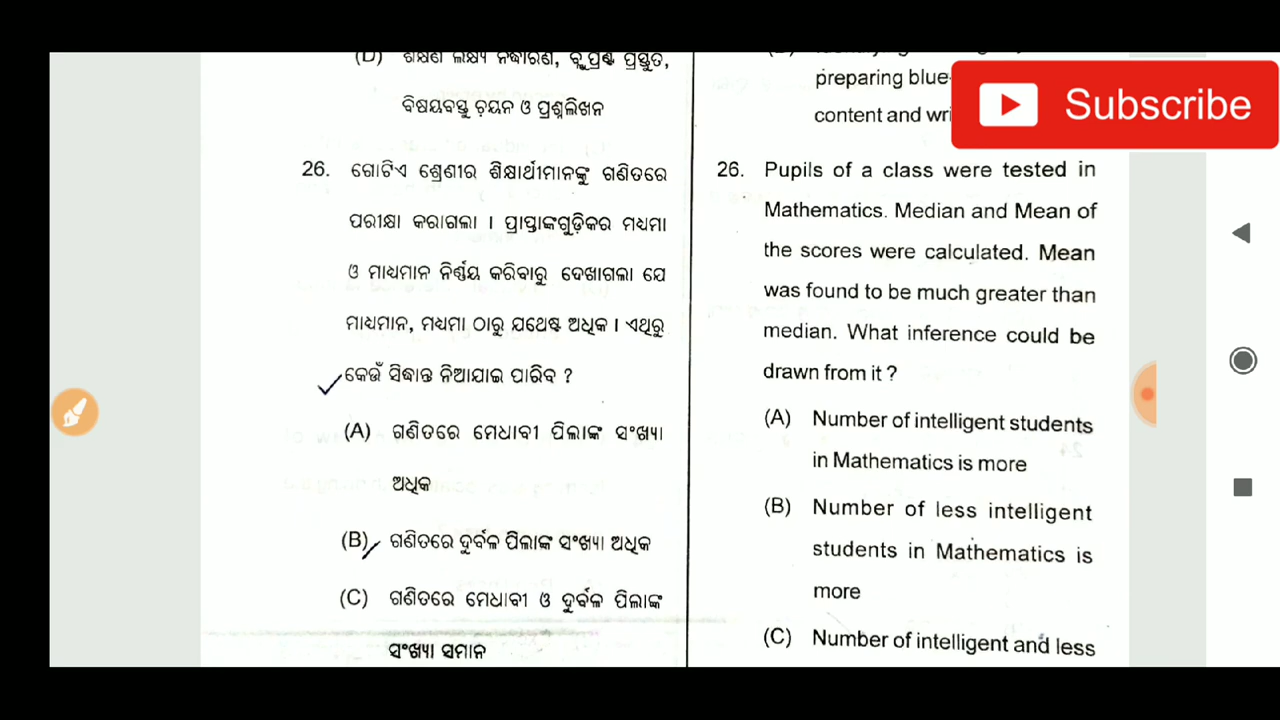 (D) ଶିକ୍ଷଣ ଲକ୍ଷ୍ୟ ନିର୍ଦ୍ଧାରଣ, ବ୍ଲୁପ୍ରିଣ୍ଟ ପ୍ରସ୍ତୁତ,
ବିଷୟବସ୍ତୁ ଚୟନ ଓ ପ୍ରଶ୍ନଲିଖନ
26. ଗୋଟିଏ ଶ୍ରେଣୀର ଶିକ୍ଷାର୍ଥୀମାନଙ୍କୁ ଗଣିତରେ
ପରୀକ୍ଷା କରାଗଲା । ପ୍ରାପ୍ତାଙ୍କଗୁଡ଼ିକର ମଧ୍ୟମା
ଓ ମାଧ୍ୟମାନ ନିର୍ଣ୍ଣୟ କରିବାରୁ ଦେଖାଗଲା ଯେ
ମାଧ୍ୟମାନ, ମଧ୍ୟମା ଠାରୁ ଯଥେଷ୍ଟ ଅଧିକ । ଏଥିରୁ
କେଉଁ ସିଦ୍ଧାନ୍ତ ନିଆଯାଇ ପାରିବ ?
(A) ଗଣିତରେ ମେଧାବୀ ପିଲାଙ୍କ ସଂଖ୍ୟା
ଅଧିକ
(B) ଗଣିତରେ ଦୁର୍ବଳ ପିଲାଙ୍କ ସଂଖ୍ୟା ଅଧିକ
(C) ଗଣିତରେ ମେଧାବୀ ଓ ଦୁର୍ବଳ ପିଲାଙ୍କ
ସଂଖ୍ୟା ସମାନ
preparing blue-
content and wri
Subscribe
26. Pupils of a class were tested in
Mathematics. Median and Mean of
the scores were calculated. Mean
was found to be much greater than
median. What inference could be
drawn from it ?
(A) Number of intelligent students
in Mathematics is more
(B) Number of less intelligent
students in Mathematics is
more
(C) Number of intelligent and less